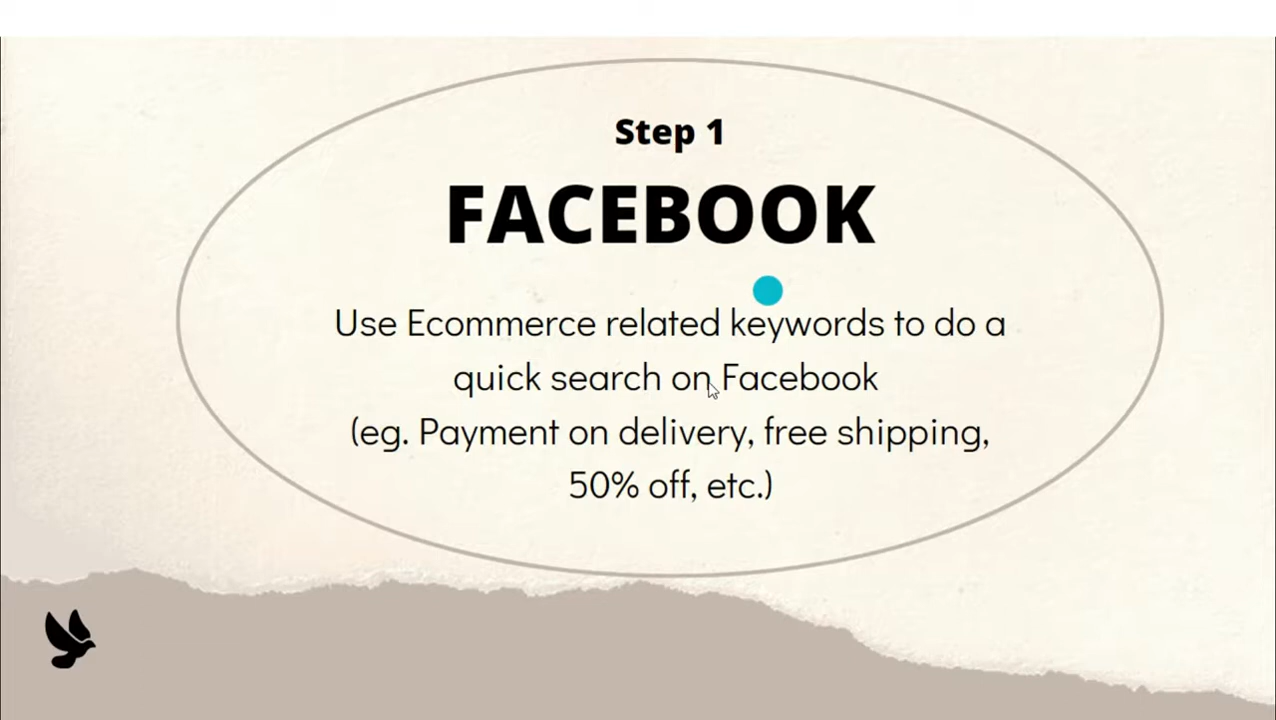 Step 1
FACEBOOK
Use Ecommerce related keywords to do a
quick search on Facebook
(eg. Payment on delivery, free shipping,
50% off, etc.)